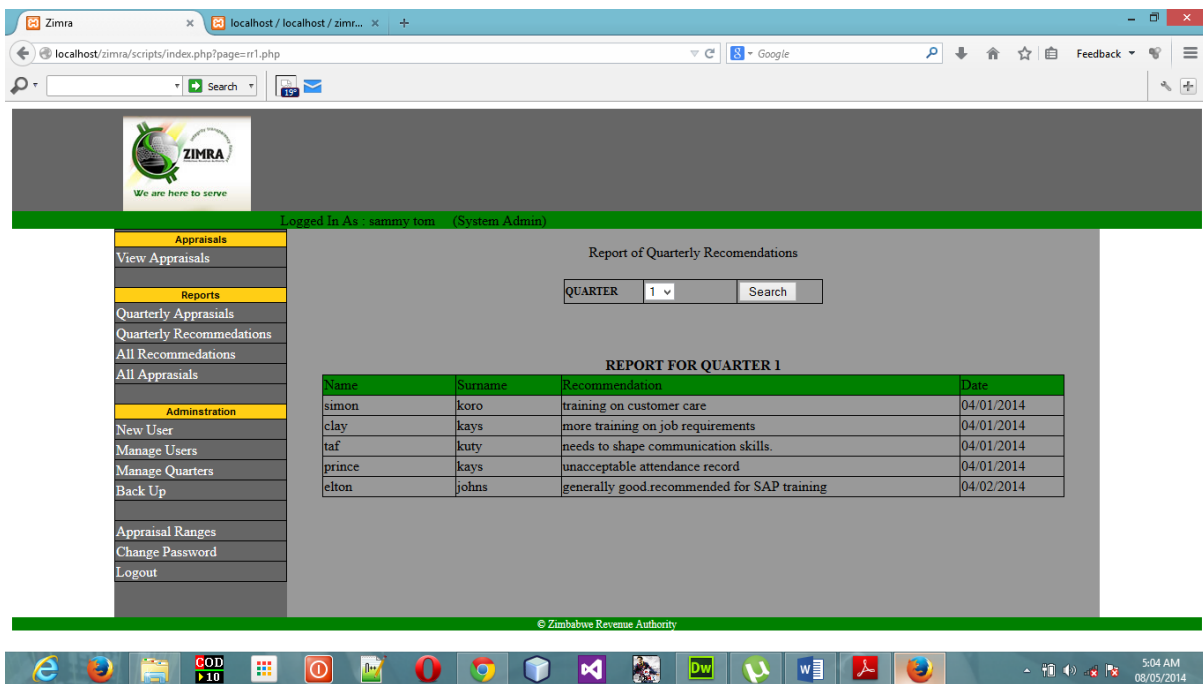 Zimra × localhost / localhost / zimr... × +
localhost/zimra/scripts/index.php?page=rr1.php Google Feedback
Search 19°
ZIMRA
We are here to serve
Logged In As : sammy tom (System Admin)
Appraisals
View Appraisals
Reports
Quarterly Apprasials
Quarterly Recommedations
All Recommedations
All Apprasials
Adminstration
New User
Manage Users
Manage Quarters
Back Up
Appraisal Ranges
Change Password
Logout
Report of Quarterly Recomendations
QUARTER 1 Search
REPORT FOR QUARTER 1
Name Surname Recommendation Date
simon koro training on customer care 04/01/2014
clay kays more training on job requirements 04/01/2014
taf kuty needs to shape communication skills. 04/01/2014
prince kays unacceptable attendance record 04/01/2014
elton johns generally good.recommended for SAP training 04/02/2014
© Zimbabwe Revenue Authority
COD 10 Dw W 5:04 AM
08/05/2014